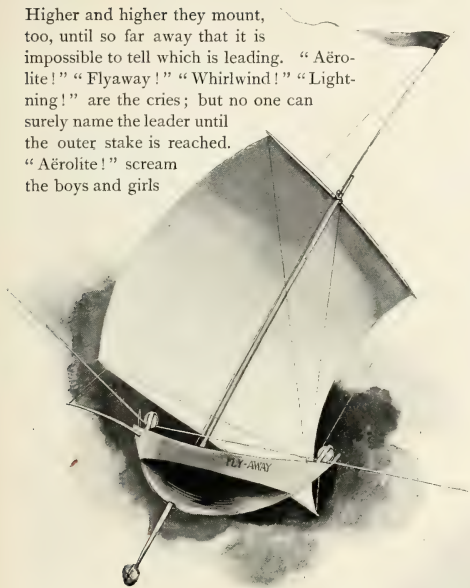 Higher and higher they mount,
too, until so far away that it is
impossible to tell which is leading. “ Aëro-
lite ! ” “ Flyaway ! ” “ Whirlwind ! ” “ Light-
ning ! ” are the cries ; but no one can
surely name the leader until
the outer stake is reached.
“ Aërolite ! ” scream
the boys and girls
FLY-AWAY